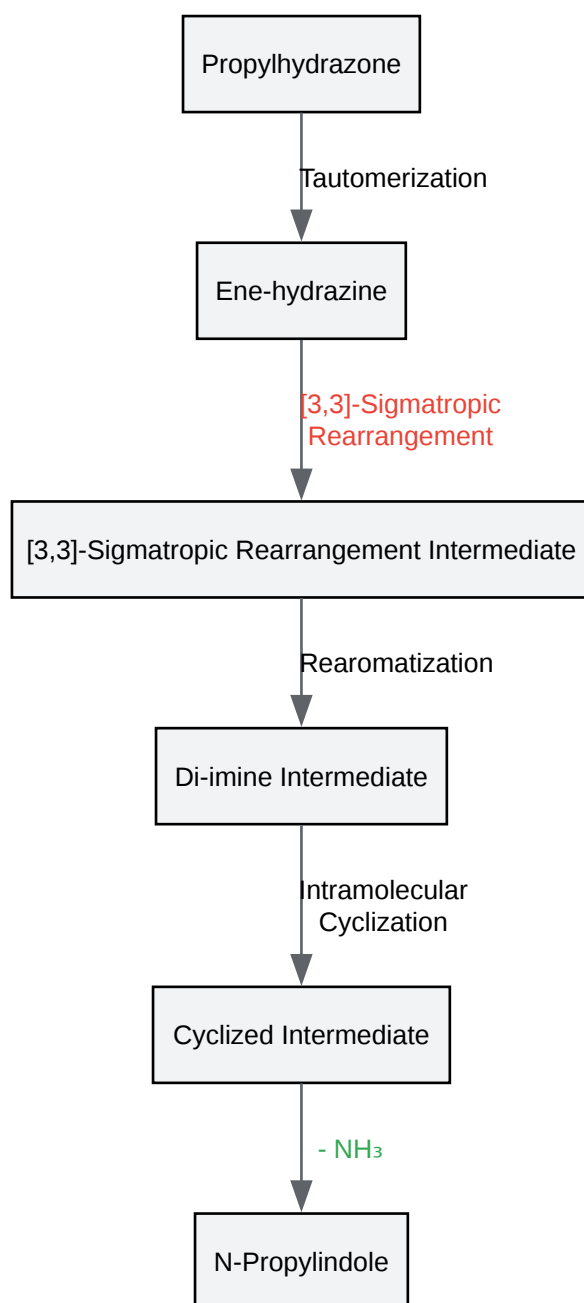 Propylhydrazone
Tautomerization
Ene-hydrazine
[3,3]-Sigmatropic
Rearrangement
[3,3]-Sigmatropic Rearrangement Intermediate
Rearomatization
Di-imine Intermediate
Intramolecular
Cyclization
Cyclized Intermediate
- NH₃
N-Propylindole